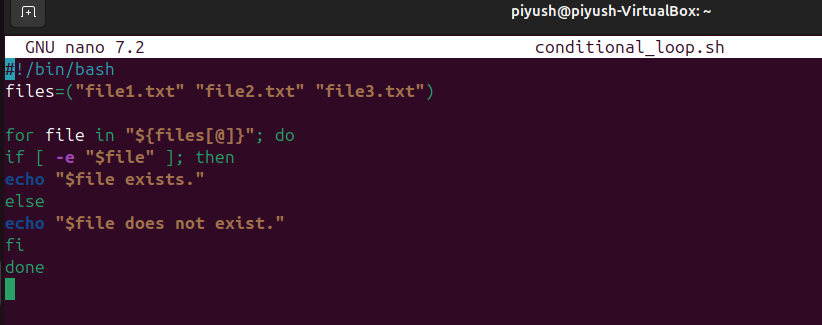 piyush@piyush-VirtualBox: ~
GNU nano 7.2 conditional_loop.sh
#!/bin/bash
files=("file1.txt" "file2.txt" "file3.txt")
for file in "${files[@]}"; do
if [ -e "$file" ]; then
echo "$file exists."
else
echo "$file does not exist."
fi
done